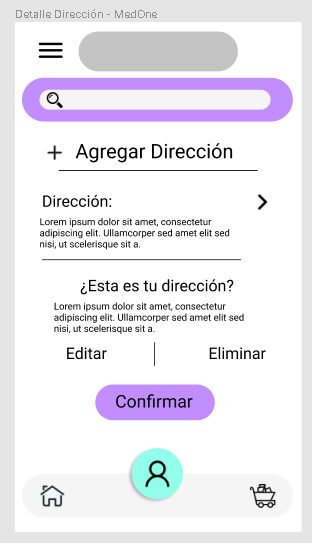 Detalle Dirección - MedOne
Agregar Dirección
Dirección:
Lorem ipsum dolor sit amet, consectetur
adipiscing elit. Ullamcorper sed amet elit mi
nisi, ut scelerisque sit a.
¿Esta es tu dirección?
Lorem ipsum dolor sit amet, consectetur
adipiscing elit. Ullamcorper sed amet elit mi
nisi, ut scelerisque sit a.
Editar
Eliminar
Confirmar